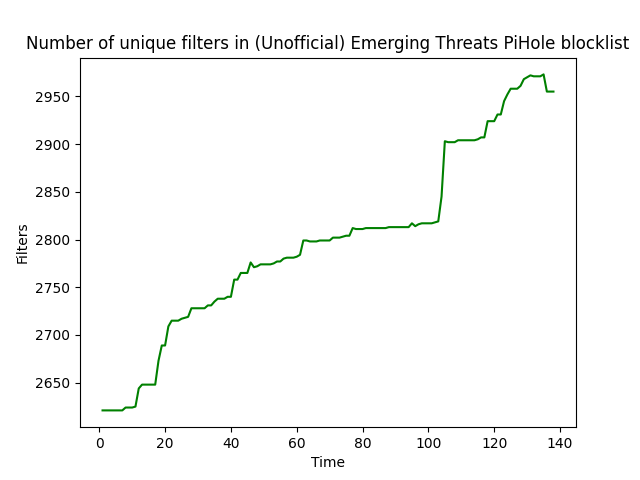 Number of unique filters in (Unofficial) Emerging Threats PiHole blocklist
2950
2900
2850
2800
2750
2700
2650
Filters
0 20 40 60 80 100 120 140
Time